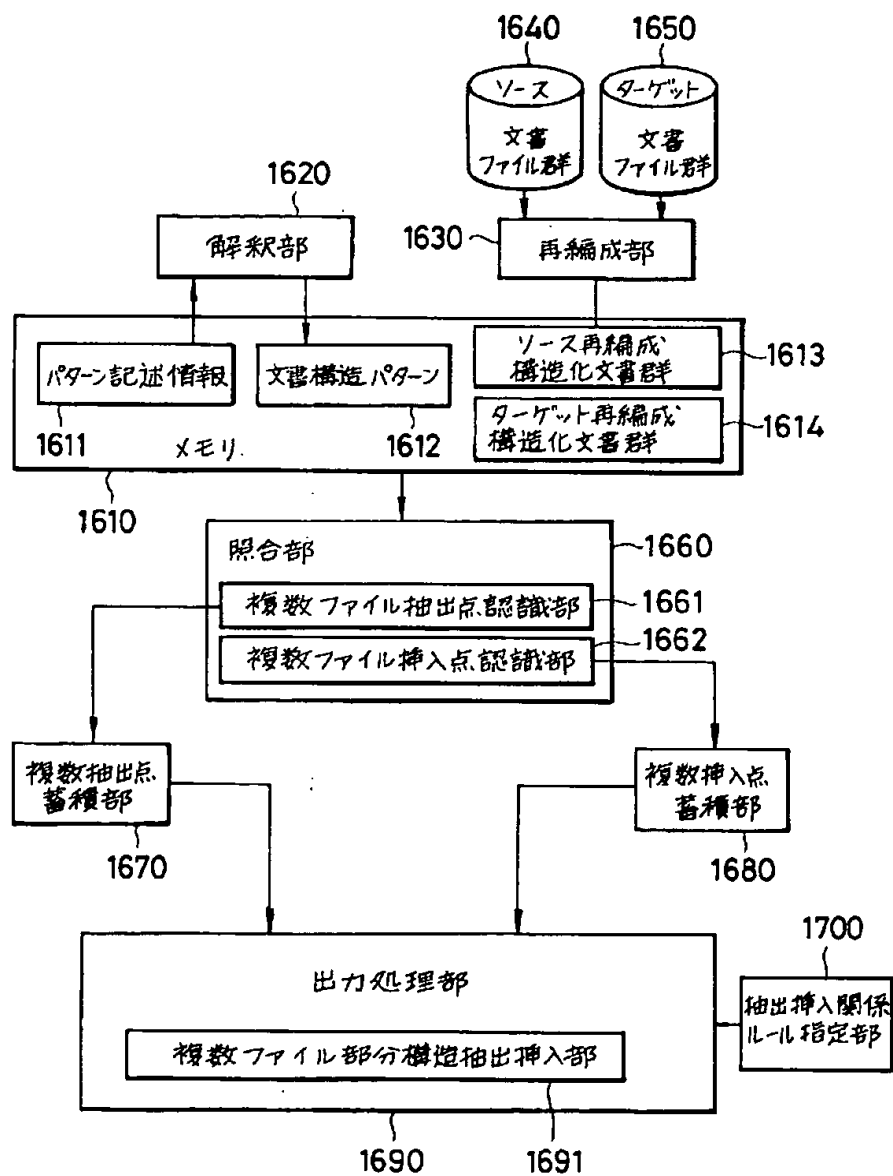 1640
1650
ソース
文書
ファイル群
ターゲット
文書
ファイル群
1620
解釈部
1630
再編成部
パターン記述情報
1611
文書構造パターン
1612
ソース再編成
構造化文書群
1613
ターゲット再編成
構造化文書群
1614
メモリ
1610
照合部
1660
複数ファイル抽出点認識部
1661
複数ファイル挿入点認識部
1662
複数抽出点
蓄積部
1670
複数挿入点
蓄積部
1680
出力処理部
複数ファイル部分構造抽出挿入部
1690
1691
1700
抽出挿入関係
ルール指定部